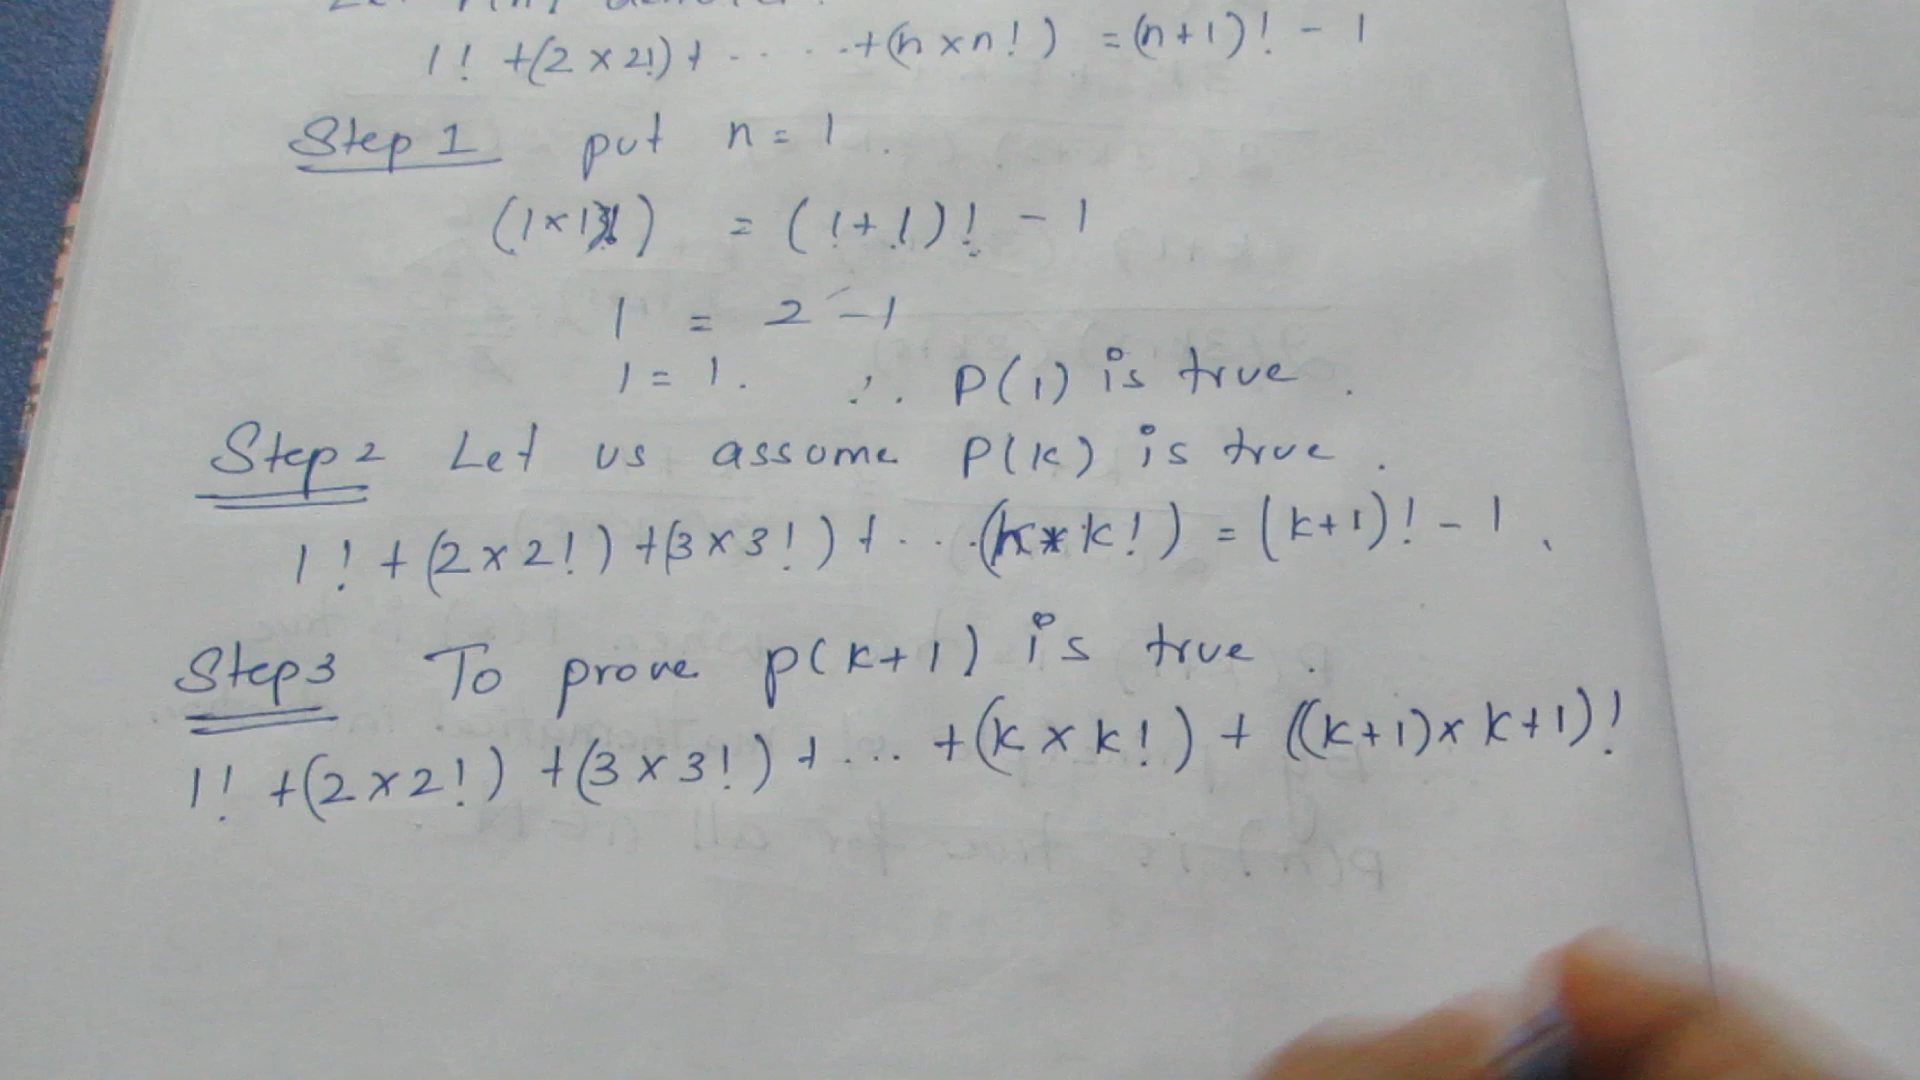 1! + (2 × 2!) + ..... + (n × n!) = (n+1)! - 1
Step 1 put n = 1.
(1 × 1!) = (1+1)! - 1
1 = 2 - 1
1 = 1. ∴ P(1) is true.
Step 2 Let us assume P(k) is true.
1! + (2 × 2!) + (3 × 3!) + ... (k × k!) = (k+1)! - 1.
Step 3 To prove p(k+1) is true.
1! + (2 × 2!) + (3 × 3!) + ... + (k × k!) + ((k+1) × k+1)!